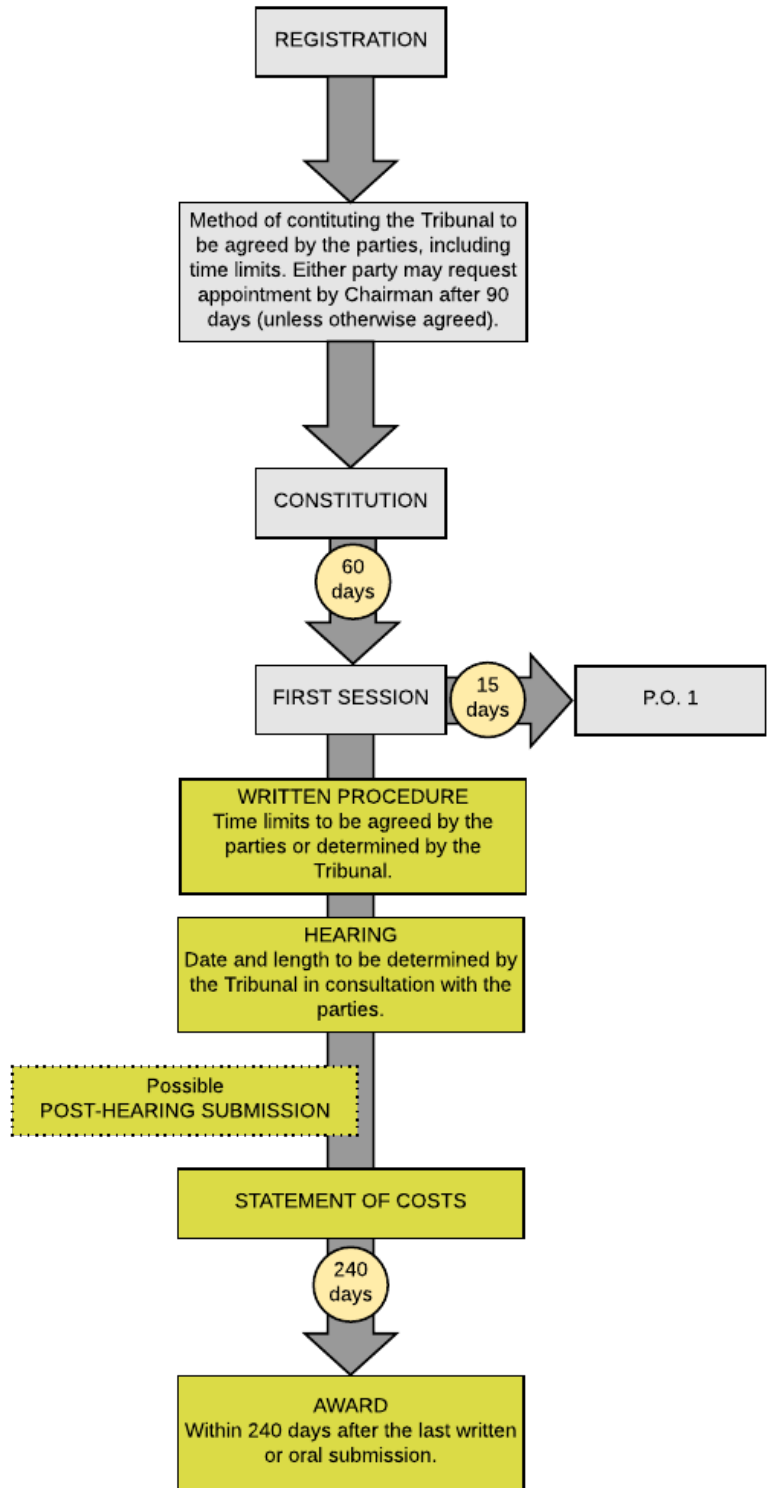 REGISTRATION
Method of contituting the Tribunal to
be agreed by the parties, including
time limits. Either party may request
appointment by Chairman after 90
days (unless otherwise agreed).
CONSTITUTION
60
days
FIRST SESSION
15
days
P.O. 1
WRITTEN PROCEDURE
Time limits to be agreed by the
parties or determined by the
Tribunal.
HEARING
Date and length to be determined by
the Tribunal in consultation with the
parties.
Possible
POST-HEARING SUBMISSION
STATEMENT OF COSTS
240
days
AWARD
Within 240 days after the last written
or oral submission.